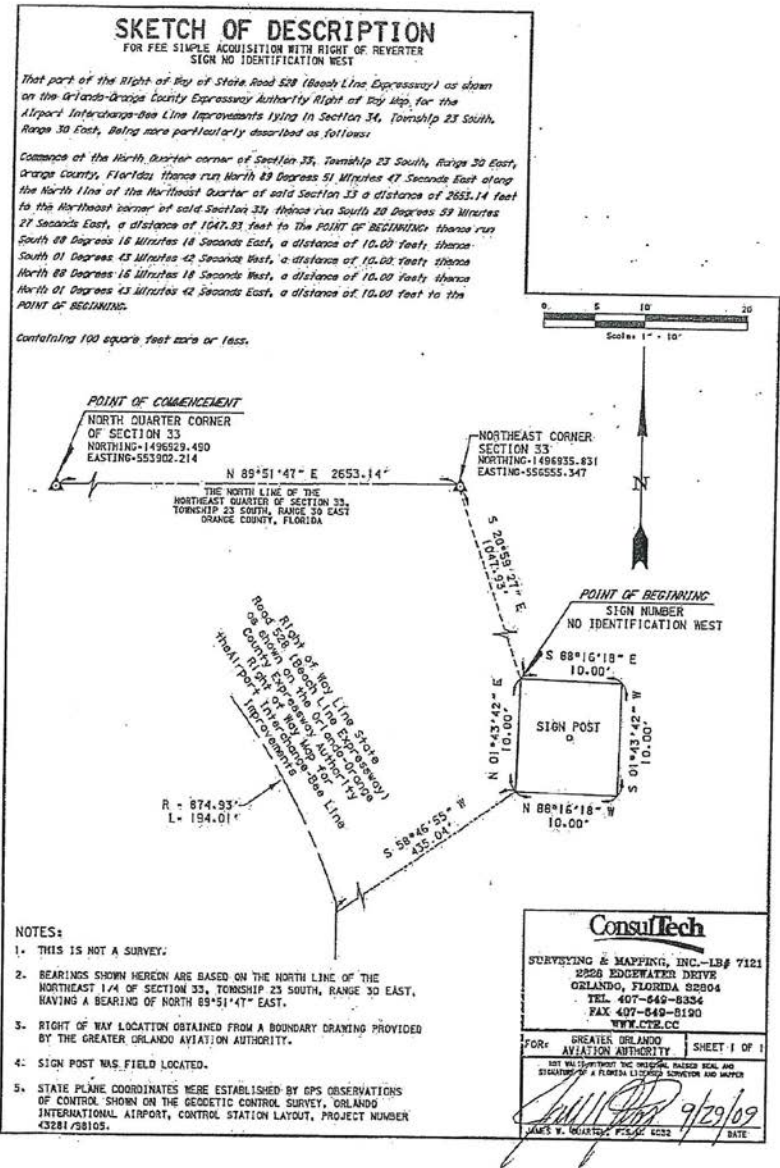 SKETCH OF DESCRIPTION
FOR FEE SIMPLE ACQUISITION WITH RIGHT OF REVERTER
SIGN NO IDENTIFICATION WEST
That part of the Right of Way of State Road 528 (Beach Line Expressway) as shown
on the Orlando-Orange County Expressway Authority Right of Way Map for the
Airport Interchange-Bee Line Improvements lying in Section 34, Township 23 South,
Range 30 East, Being more particularly described as follows:
Commence at the North Quarter corner of Section 33, Township 23 South, Range 30 East,
Orange County, Florida; thence run North 89 Degrees 51 Minutes 47 Seconds East along
the North line of the Northeast Quarter of said Section 33 a distance of 2653.14 feet
to the Northeast corner of said Section 33; thence run South 20 Degrees 59 Minutes
27 Seconds East, a distance of 1047.93 feet to The POINT OF BEGINNING; thence run
South 88 Degrees 16 Minutes 18 Seconds East, a distance of 10.00 feet; thence
South 01 Degrees 43 Minutes 42 Seconds West, a distance of 10.00 feet; thence
North 88 Degrees 16 Minutes 18 Seconds West, a distance of 10.00 feet; thence
North 01 Degrees 43 Minutes 42 Seconds East, a distance of 10.00 feet to the
POINT OF BEGINNING.
Containing 100 square feet more or less.
0 5 10 20
Scale: 1" = 10'
POINT OF COMMENCEMENT
NORTH QUARTER CORNER
OF SECTION 33
NORTHING-1496929.490
EASTING-553902.214
NORTHEAST CORNER
SECTION 33
NORTHING-1496935.831
EASTING-556555.347
N 89°51'47" E 2653.14'
THE NORTH LINE OF THE
NORTHEAST QUARTER OF SECTION 33,
TOWNSHIP 23 SOUTH, RANGE 30 EAST
ORANGE COUNTY, FLORIDA
N
S 20°59'27" E
1047.93'
POINT OF BEGINNING
SIGN NUMBER
NO IDENTIFICATION WEST
S 88°16'18" E
10.00'
N 01°43'42" E
10.00'
SIGN POST
S 01°43'42" W
10.00'
N 88°16'18" W
10.00'
Right of Way Line State
Road 528 (Beach Line Expressway)
as shown on the Orlando-Orange
County Expressway Authority
Right of Way Map for
the Airport Interchange-Bee Line
Improvements
R = 874.93'
L= 194.01'
S 58°46'55" W
435.04'
NOTES:
1. THIS IS NOT A SURVEY.
2. BEARINGS SHOWN HEREON ARE BASED ON THE NORTH LINE OF THE
NORTHEAST 1/4 OF SECTION 33, TOWNSHIP 23 SOUTH, RANGE 30 EAST,
HAVING A BEARING OF NORTH 89°51'47" EAST.
3. RIGHT OF WAY LOCATION OBTAINED FROM A BOUNDARY DRAWING PROVIDED
BY THE GREATER ORLANDO AVIATION AUTHORITY.
4. SIGN POST WAS FIELD LOCATED.
5. STATE PLANE COORDINATES WERE ESTABLISHED BY GPS OBSERVATIONS
OF CONTROL SHOWN ON THE GEODETIC CONTROL SURVEY, ORLANDO
INTERNATIONAL AIRPORT, CONTROL STATION LAYOUT, PROJECT NUMBER
ConsulTech
SURVEYING & MAPPING, INC.-LB# 7121
2828 EDGEWATER DRIVE
ORLANDO, FLORIDA 32804
TEL. 407-649-8334
FAX 407-649-8190
WWW.CTE.CC
FOR: GREATER ORLANDO
AVIATION AUTHORITY
SHEET 1 OF 1
NOT VALID WITHOUT THE ORIGINAL RAISED SEAL AND
SIGNATURE OF A FLORIDA LICENSED SURVEYOR AND MAPPER
9/29/09
JAMES W.
DATE